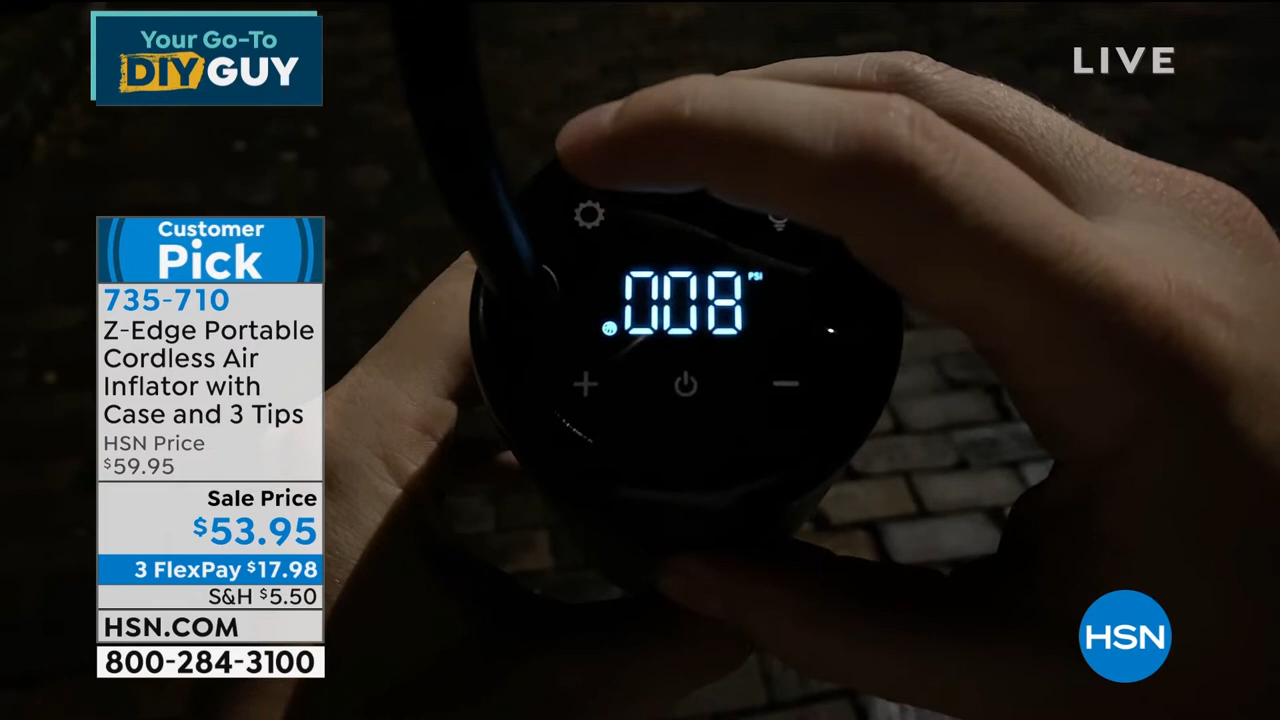 Your Go-To
DIY GUY
LIVE
Customer
Pick
735-710
Z-Edge Portable
Cordless Air
Inflator with
Case and 3 Tips
HSN Price
$59.95
Sale Price
$53.95
3 FlexPay $17.98
S&H $5.50
HSN.COM
800-284-3100
.008 PSI
HSN